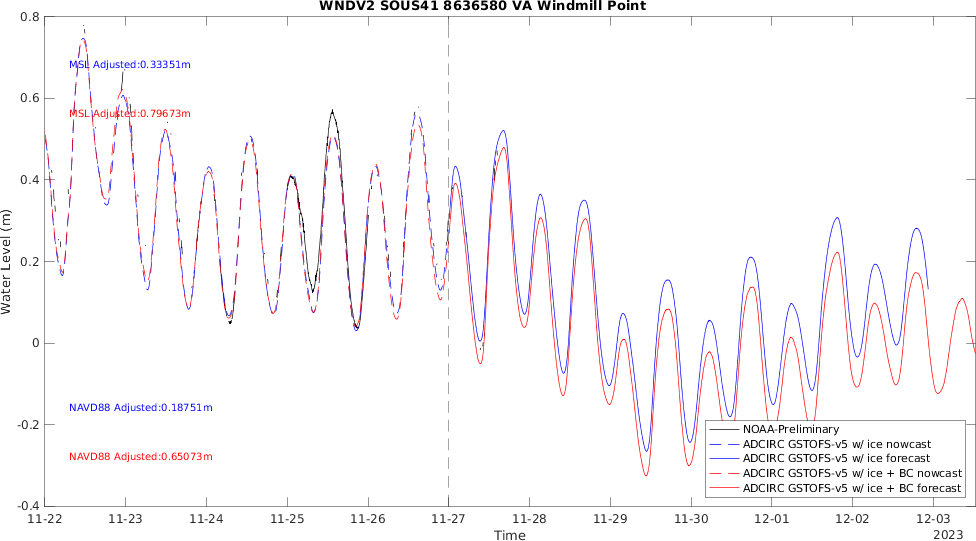 WNDV2 SOUS41 8636580 VA Windmill Point
0.8
0.6
0.4
0.2
0
-0.2
-0.4
Water Level (m)
MSL Adjusted:0.33351m
MSL Adjusted:0.79673m
NAVD88 Adjusted:0.18751m
NAVD88 Adjusted:0.65073m
NOAA-Preliminary
ADCIRC GSTOFS-v5 w/ ice nowcast
ADCIRC GSTOFS-v5 w/ ice forecast
ADCIRC GSTOFS-v5 w/ ice + BC nowcast
ADCIRC GSTOFS-v5 w/ ice + BC forecast
11-22 11-23 11-24 11-25 11-26 11-27 11-28 11-29 11-30 12-01 12-02 12-03
Time
2023